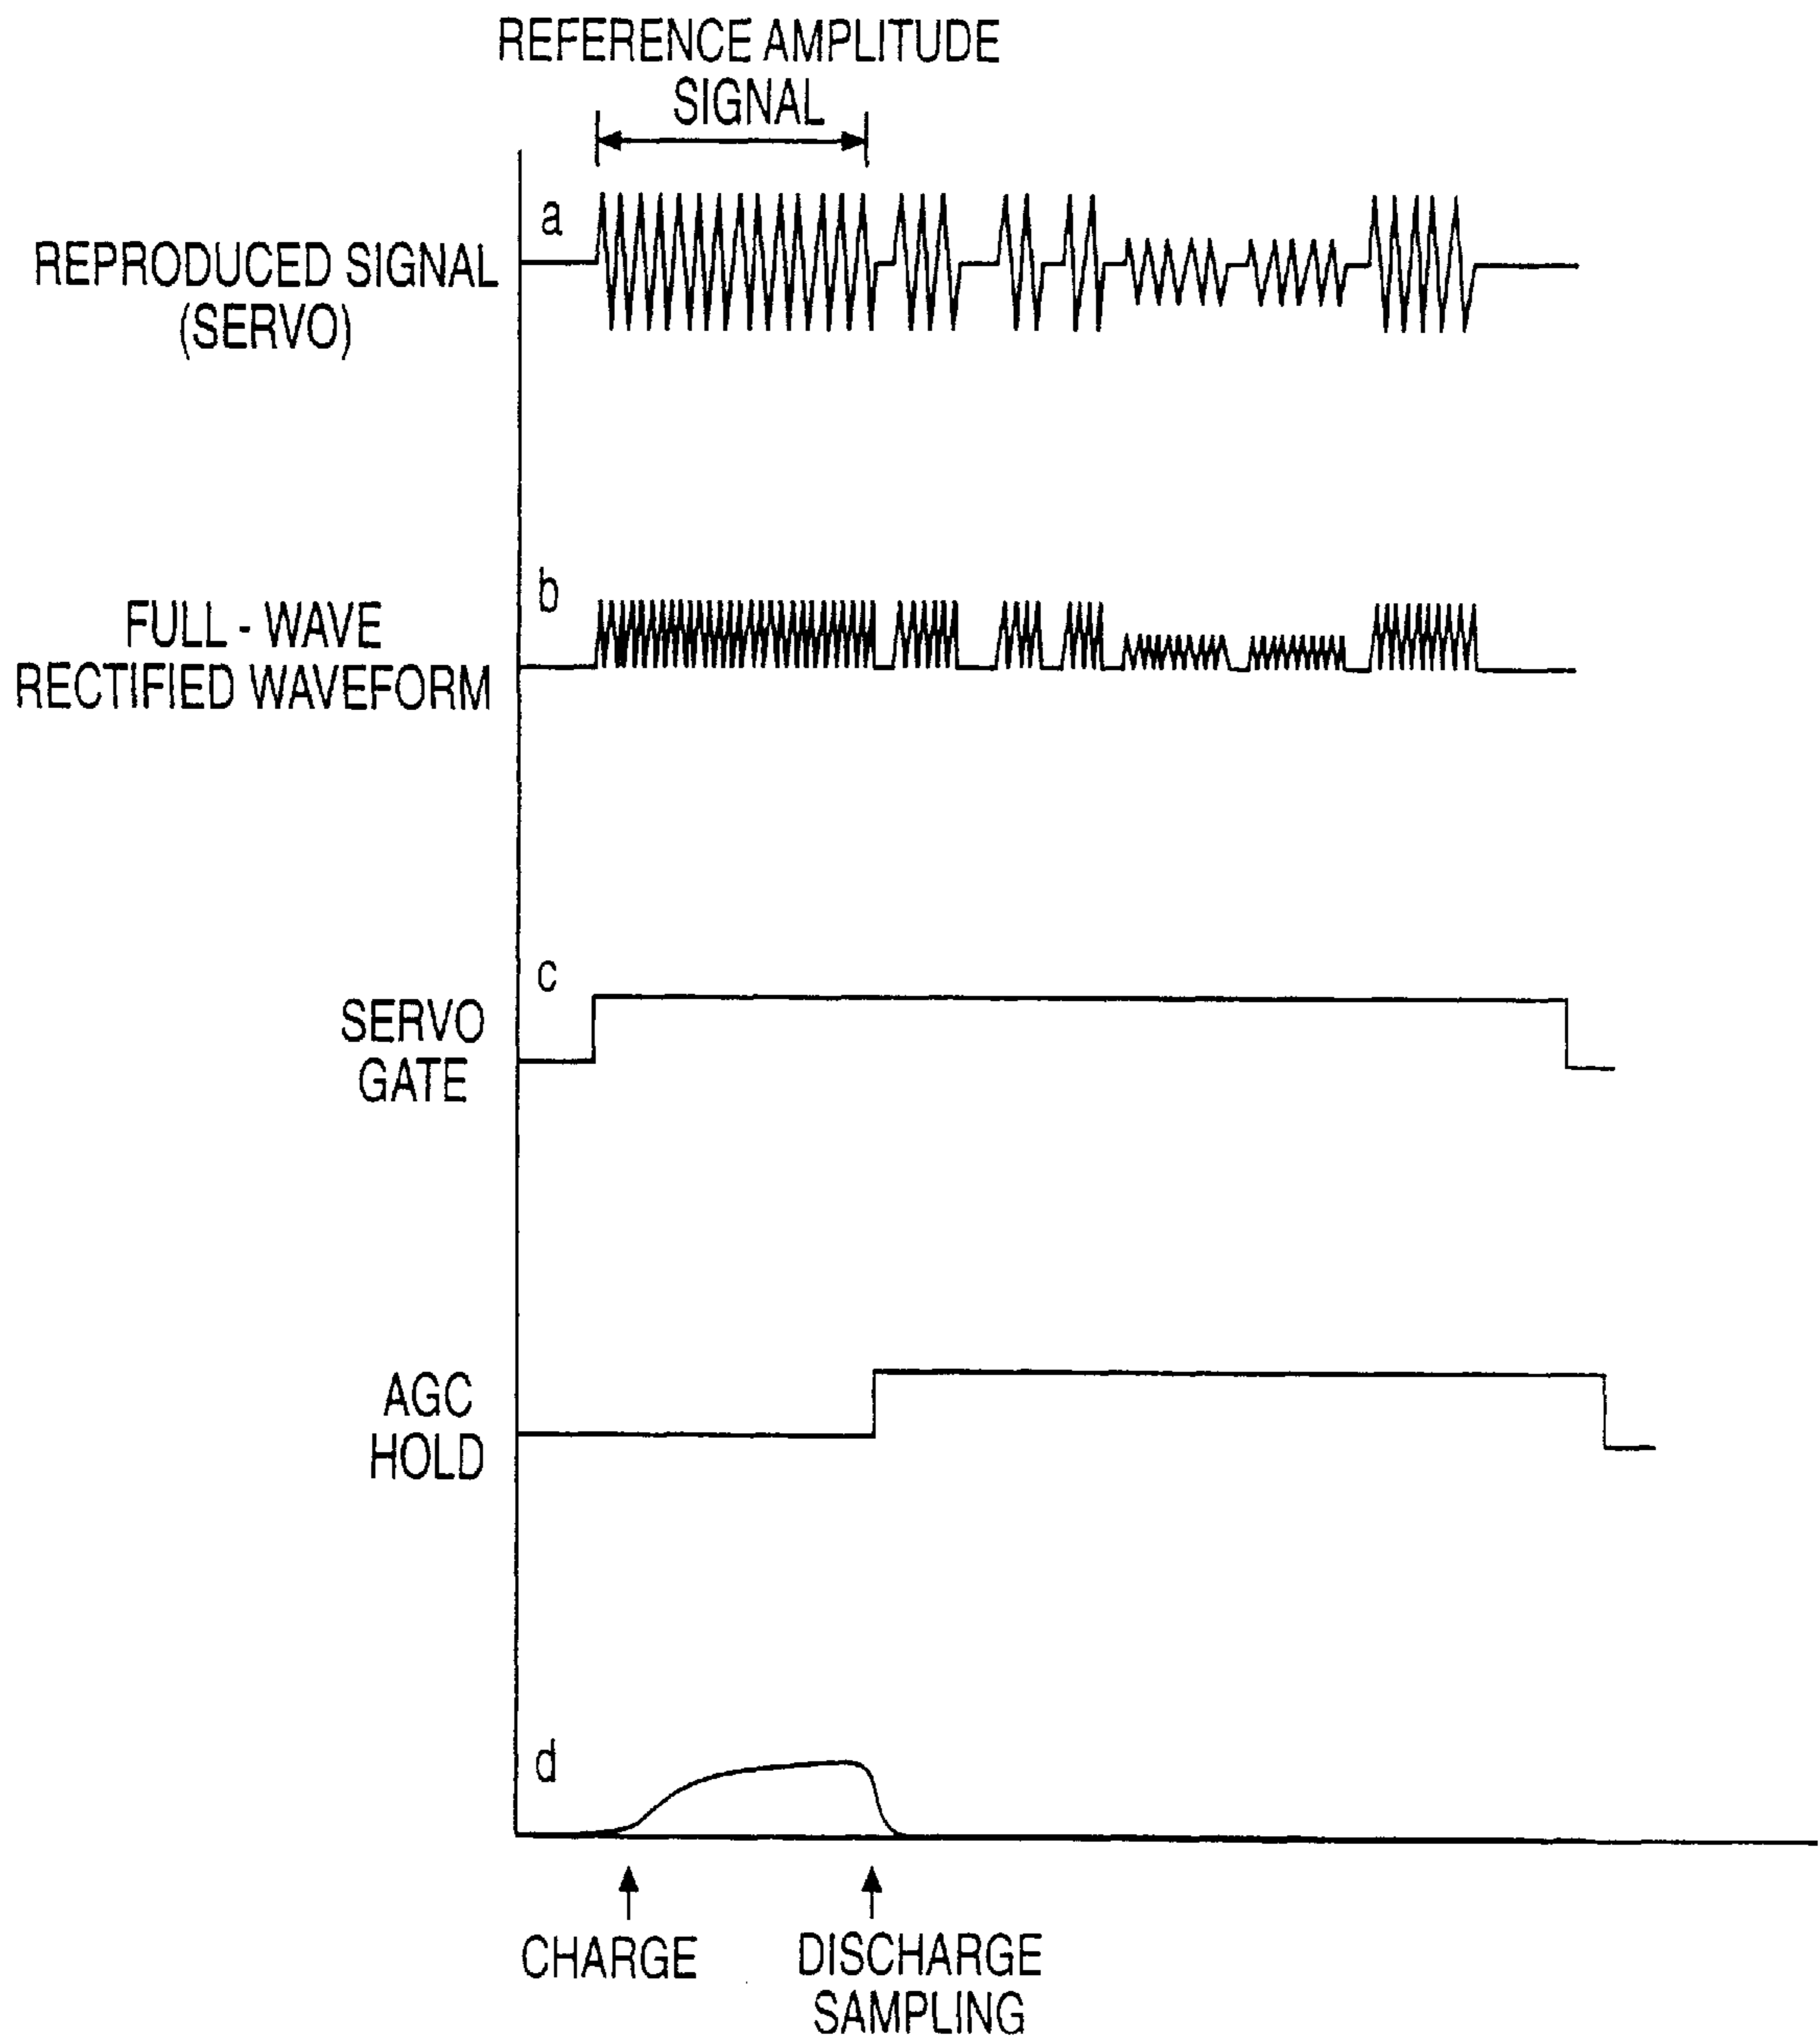 REFERENCE AMPLITUDE
SIGNAL
a
REPRODUCED SIGNAL
(SERVO)
b
FULL - WAVE
RECTIFIED WAVEFORM
c
SERVO
GATE
AGC
HOLD
d
CHARGE
DISCHARGE
SAMPLING